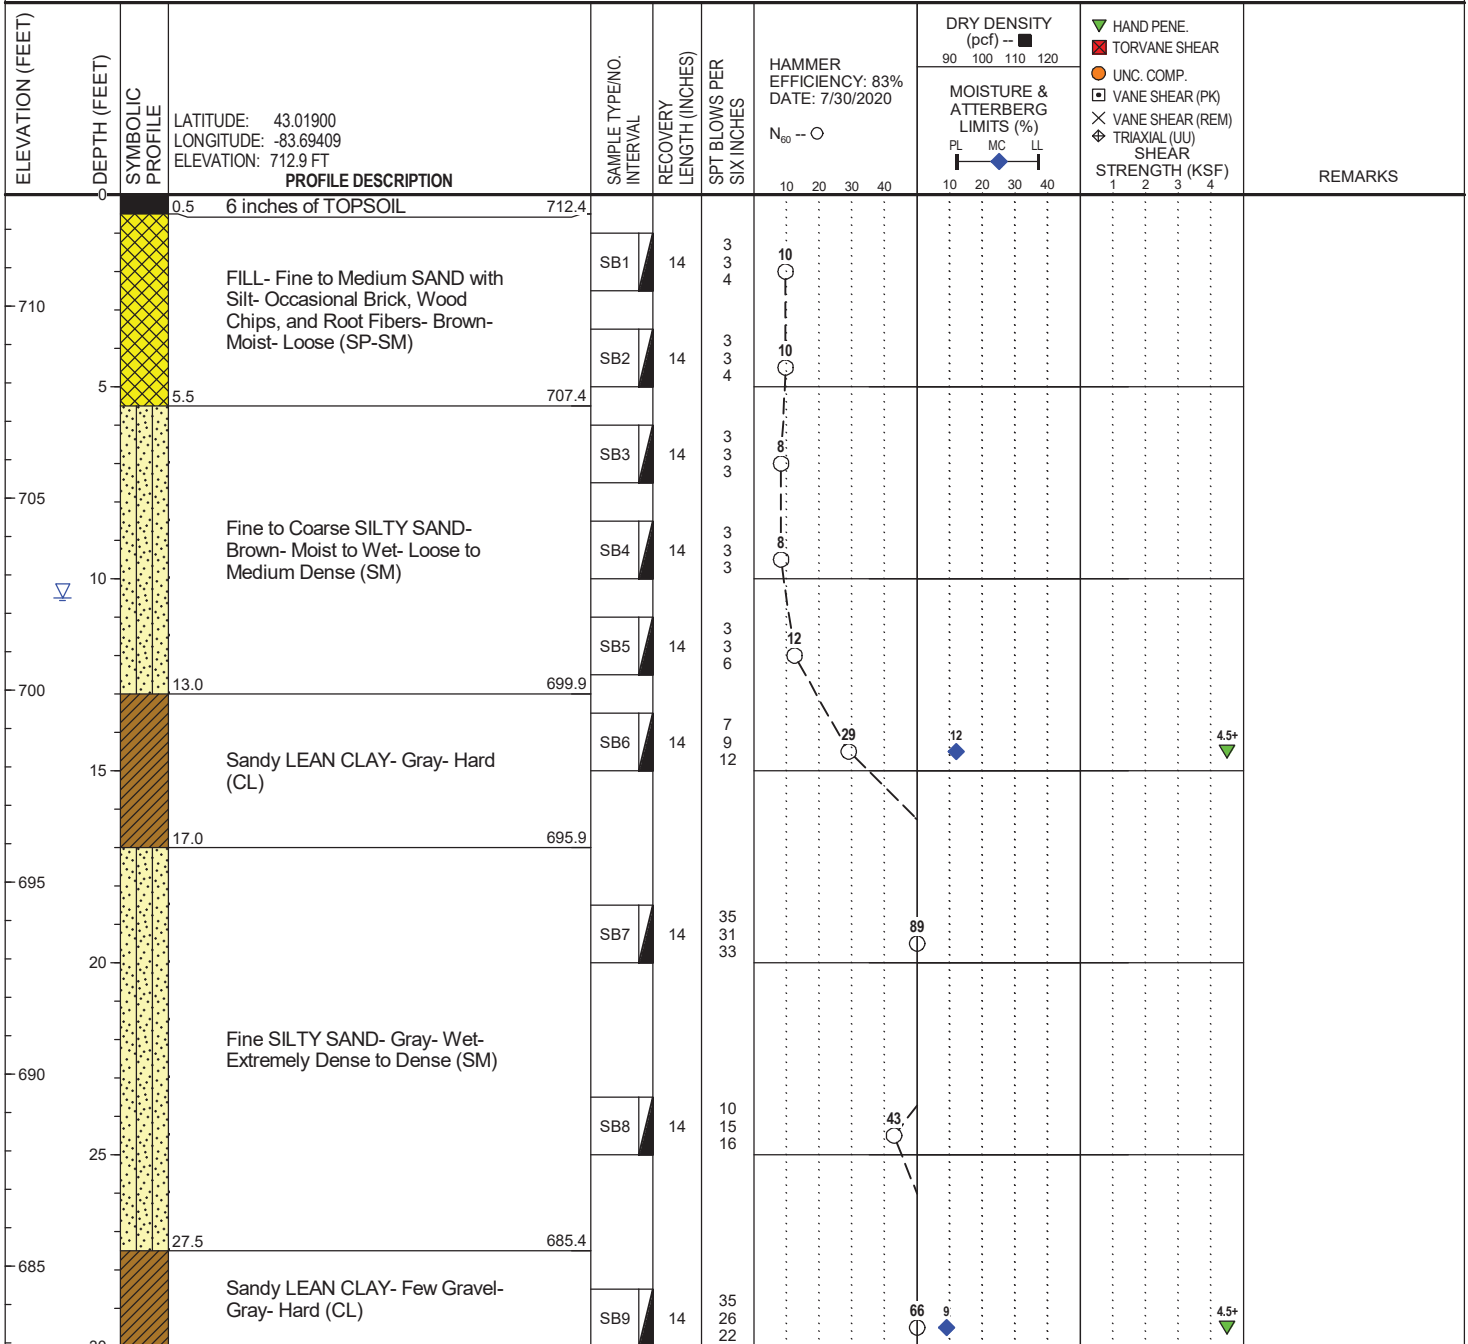 ELEVATION (FEET)
DEPTH (FEET)
SYMBOLIC
PROFILE
LATITUDE: 43.01900
LONGITUDE: -83.69409
ELEVATION: 712.9 FT
PROFILE DESCRIPTION
SAMPLE TYPE/NO.
INTERVAL
RECOVERY
LENGTH (INCHES)
SPT BLOWS PER
SIX INCHES
HAMMER
EFFICIENCY: 83%
DATE: 7/30/2020
N60 --
10 20 30 40
DRY DENSITY
(pcf) --
90 100 110 120
MOISTURE &
ATTERBERG
LIMITS (%)
PL MC LL
10 20 30 40
HAND PENE.
TORVANE SHEAR
UNC. COMP.
VANE SHEAR (PK)
VANE SHEAR (REM)
TRIAXIAL (UU)
SHEAR
STRENGTH (KSF)
1 2 3 4
REMARKS
0
0.5 6 inches of TOPSOIL 712.4
FILL- Fine to Medium SAND with
Silt- Occasional Brick, Wood
Chips, and Root Fibers- Brown-
Moist- Loose (SP-SM)
SB1 14
3
3
4
10
710
SB2 14
3
3
4
10
5
5.5 707.4
Fine to Coarse SILTY SAND-
Brown- Moist to Wet- Loose to
Medium Dense (SM)
SB3 14
3
3
3
8
705
SB4 14
3
3
3
8
10
SB5 14
3
3
6
12
700
13.0 699.9
Sandy LEAN CLAY- Gray- Hard
(CL)
SB6 14
7
9
12
29
12
4.5+
15
17.0 695.9
695
Fine SILTY SAND- Gray- Wet-
Extremely Dense to Dense (SM)
SB7 14
35
31
33
89
20
690
SB8 14
10
15
16
43
25
27.5 685.4
685
Sandy LEAN CLAY- Few Gravel-
Gray- Hard (CL)
SB9 14
35
26
22
66
9
4.5+